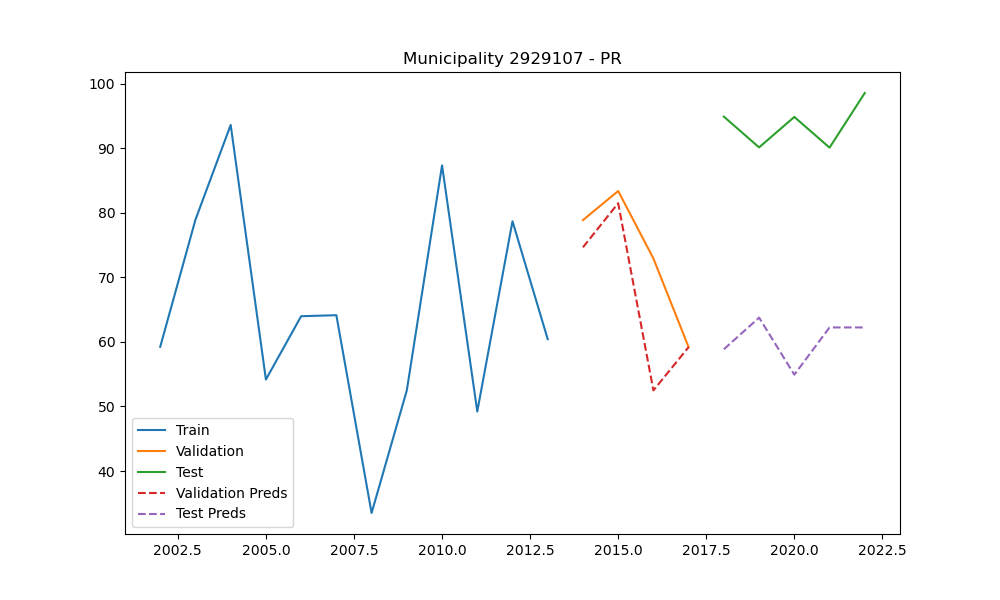 Municipality 2929107 - PR
100
90
80
70
60
50
40
Train
Validation
Test
Validation Preds
Test Preds
2002.5 2005.0 2007.5 2010.0 2012.5 2015.0 2017.5 2020.0 2022.5